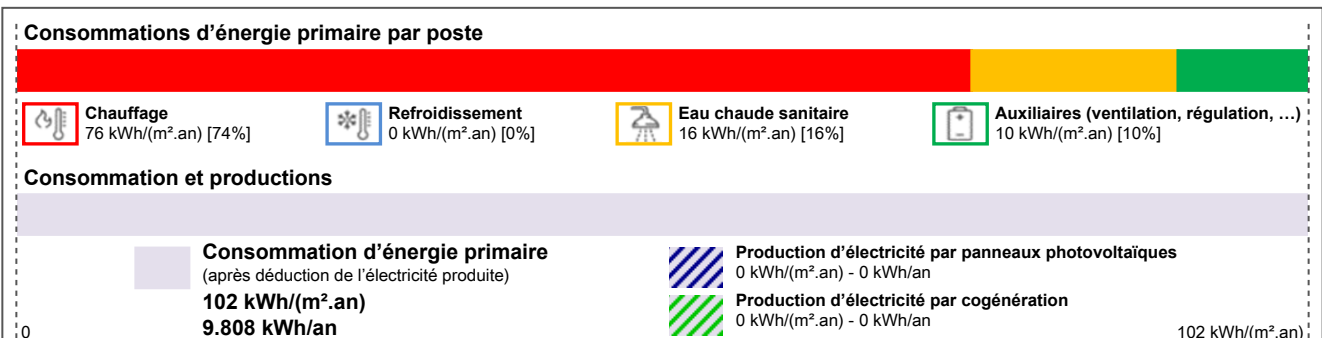 Consommations d’énergie primaire par poste
Chauffage
76 kWh/(m².an) [74%]
Refroidissement
0 kWh/(m².an) [0%]
Eau chaude sanitaire
16 kWh/(m².an) [16%]
Auxiliaires (ventilation, régulation, …)
10 kWh/(m².an) [10%]
Consommation et productions
Consommation d’énergie primaire
(après déduction de l’électricité produite)
102 kWh/(m².an)
9.808 kWh/an
Production d’électricité par panneaux photovoltaïques
0 kWh/(m².an) - 0 kWh/an
Production d’électricité par cogénération
0 kWh/(m².an) - 0 kWh/an
0
102 kWh/(m².an)